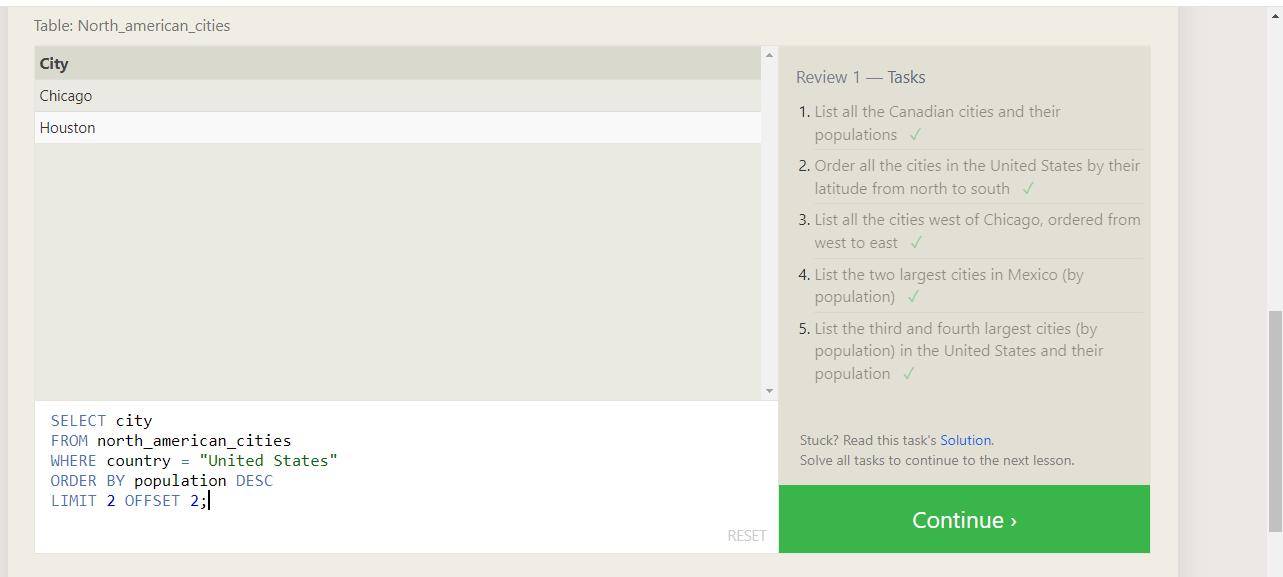 Table: North_american_cities
City
Chicago
Houston
SELECT city
FROM north_american_cities
WHERE country = "United States"
ORDER BY population DESC
LIMIT 2 OFFSET 2;
RESET
Review 1 — Tasks
1. List all the Canadian cities and their
populations ✓
2. Order all the cities in the United States by their
latitude from north to south ✓
3. List all the cities west of Chicago, ordered from
west to east ✓
4. List the two largest cities in Mexico (by
population) ✓
5. List the third and fourth largest cities (by
population) in the United States and their
population ✓
Stuck? Read this task's Solution.
Solve all tasks to continue to the next lesson.
Continue ›